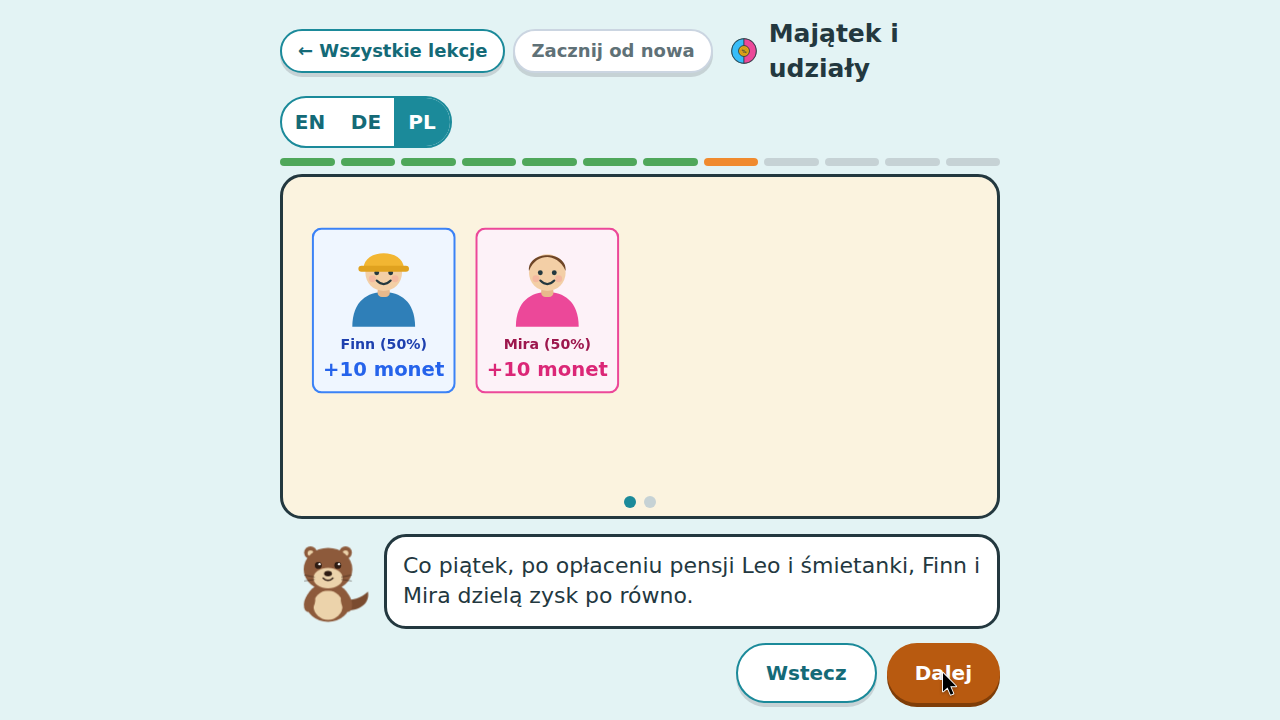 ← Wszystkie lekcje
Zacznij od nowa
Majątek i
udziały
EN DE PL
Finn (50%)
+10 monet
Mira (50%)
+10 monet
Co piątek, po opłaceniu pensji Leo i śmietanki, Finn i
Mira dzielą zysk po równo.
Wstecz
Dalej